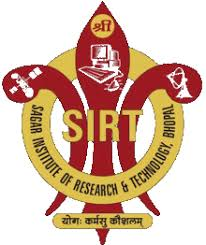 श्री
SIRT
SAGAR INSTITUTE OF RESEARCH & TECHNOLOGY, BHOPAL
योगः कर्मसु कौशलम्